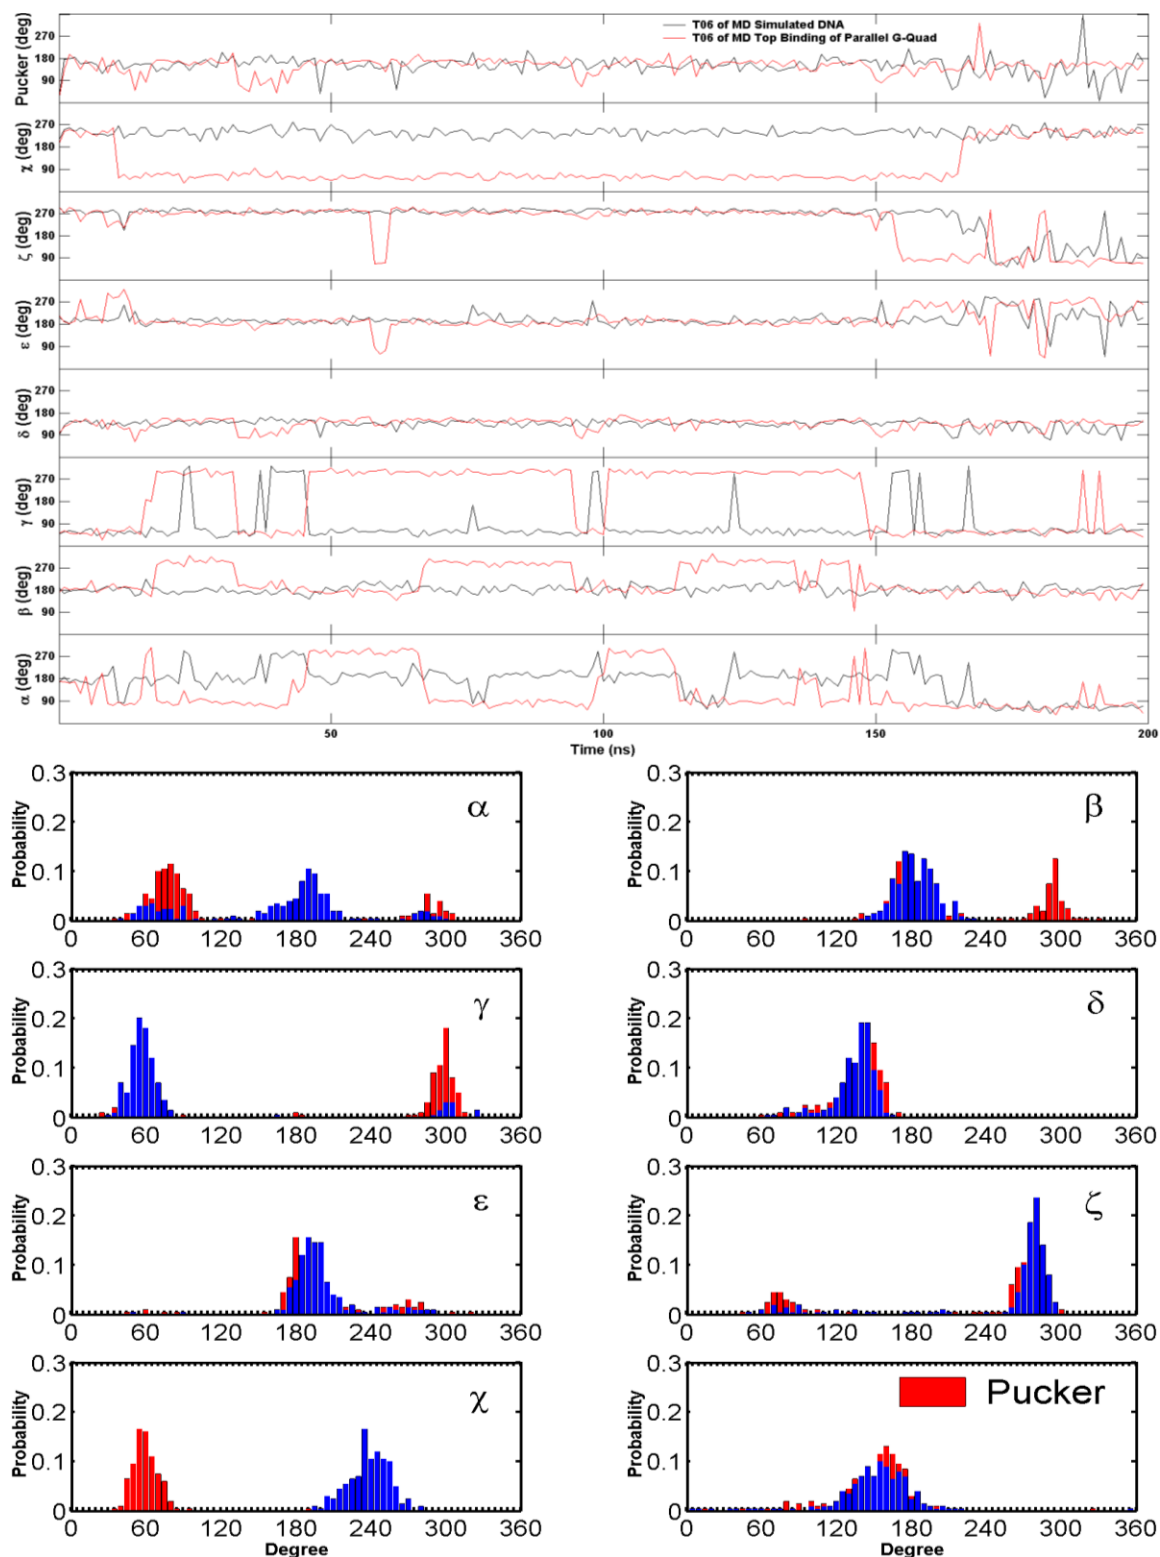 T06 of MD Simulated DNA
T06 of MD Top Binding of Parallel G-Quad
Pucker (deg)
270
180
90
χ (deg)
270
180
90
ζ (deg)
270
180
90
ε (deg)
270
180
90
δ (deg)
270
180
90
γ (deg)
270
180
90
β (deg)
270
180
90
α (deg)
270
180
90
50 100 150 200
Time (ns)
Probability
0.3
0.2
0.1
0
α
0 60 120 180 240 300 360
Probability
0.3
0.2
0.1
0
β
0 60 120 180 240 300 360
Probability
0.3
0.2
0.1
0
γ
0 60 120 180 240 300 360
Probability
0.3
0.2
0.1
0
δ
0 60 120 180 240 300 360
Probability
0.3
0.2
0.1
0
ε
0 60 120 180 240 300 360
Probability
0.3
0.2
0.1
0
ζ
0 60 120 180 240 300 360
Probability
0.3
0.2
0.1
0
χ
0 60 120 180 240 300 360
Degree
Probability
0.3
0.2
0.1
0
Pucker
0 60 120 180 240 300 360
Degree